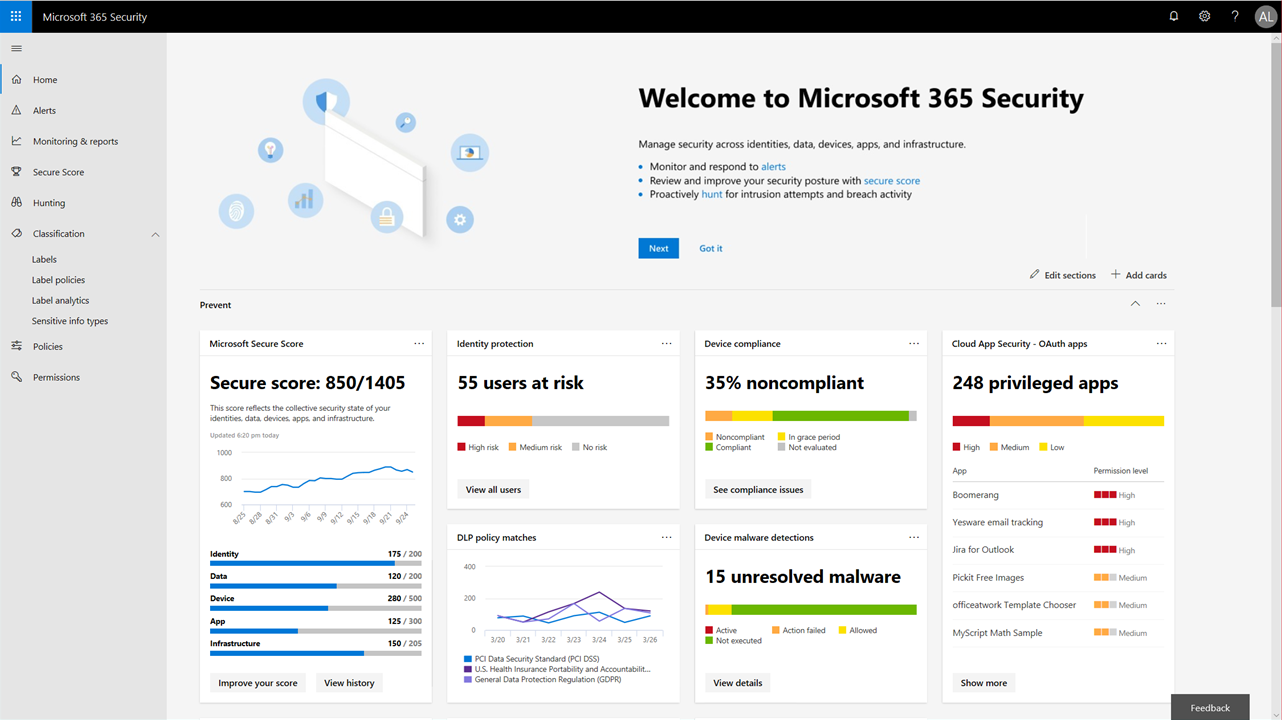 Microsoft 365 Security
AL
Home
Alerts
Monitoring & reports
Secure Score
Hunting
Classification
Labels
Label policies
Label analytics
Sensitive info types
Policies
Permissions
Welcome to Microsoft 365 Security
Manage security across identities, data, devices, apps, and infrastructure.
Monitor and respond to alerts
Review and improve your security posture with secure score
Proactively hunt for intrusion attempts and breach activity
Next Got it
Edit sections Add cards
Prevent
Microsoft Secure Score
Secure score: 850/1405
This score reflects the collective security state of your
identities, data, devices, apps, and infrastructure.
Updated 6:20 pm today
1000
800
600
8/25 8/28 8/31 9/3 9/6 9/9 9/12 9/15 9/18 9/21 9/24
Identity 175 / 200
Data 120 / 200
Device 280 / 500
App 125 / 300
Infrastructure 150 / 205
Improve your score View history
Identity protection
55 users at risk
High risk Medium risk No risk
View all users
DLP policy matches
400
200
0
3/20 3/21 3/22 3/23 3/24 3/25 3/26
PCI Data Security Standard (PCI DSS)
U.S. Health Insurance Portability and Accountabilit...
General Data Protection Regulation (GDPR)
Device compliance
35% noncompliant
Noncompliant In grace period
Compliant Not evaluated
See compliance issues
Device malware detections
15 unresolved malware
Active Action failed Allowed
Not executed
View details
Cloud App Security - OAuth apps
248 privileged apps
High Medium Low
App Permission level
Boomerang High
Yesware email tracking High
Jira for Outlook High
Pickit Free Images Medium
officeatwork Template Chooser Medium
MyScript Math Sample Medium
Show more
Feedback